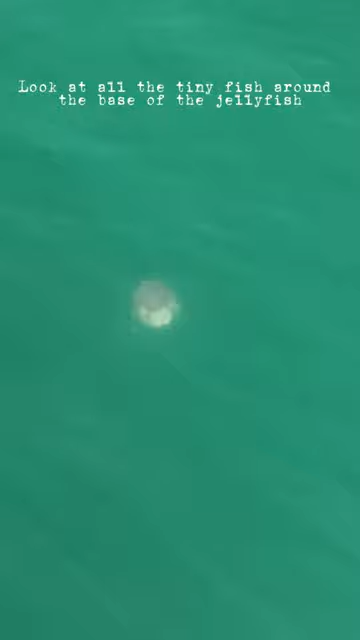 Look at all the tiny fish around
the base of the jellyfish